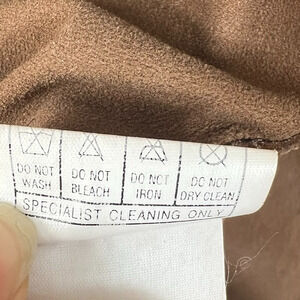 DO NOT WASH
DO NOT BLEACH
DO NOT IRON
DO NOT DRY CLEAN
SPECIALIST CLEANING ONLY